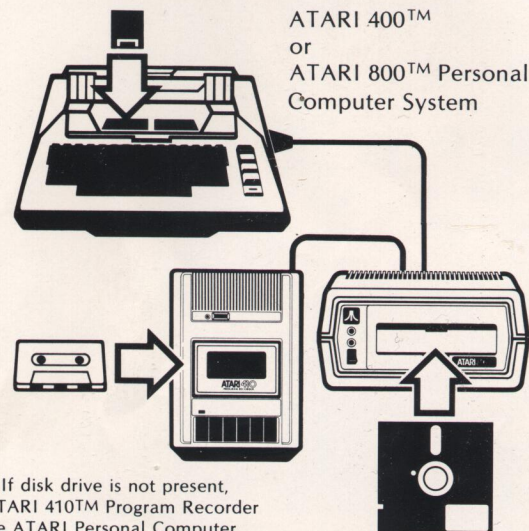 ATARI 400™
or
ATARI 800™ Personal
Computer System
ATARI 410
ATARI
If disk drive is not present,
TARI 410™ Program Recorder
e ATARI Personal Computer